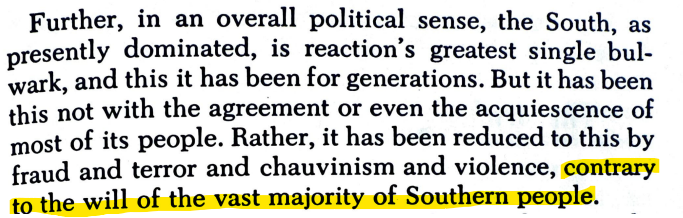 Further, in an overall political sense, the South, as
presently dominated, is reaction's greatest single bul-
wark, and this it has been for generations. But it has been
this not with the agreement or even the acquiescence of
most of its people. Rather, it has been reduced to this by
fraud and terror and chauvinism and violence, contrary
to the will of the vast majority of Southern people.